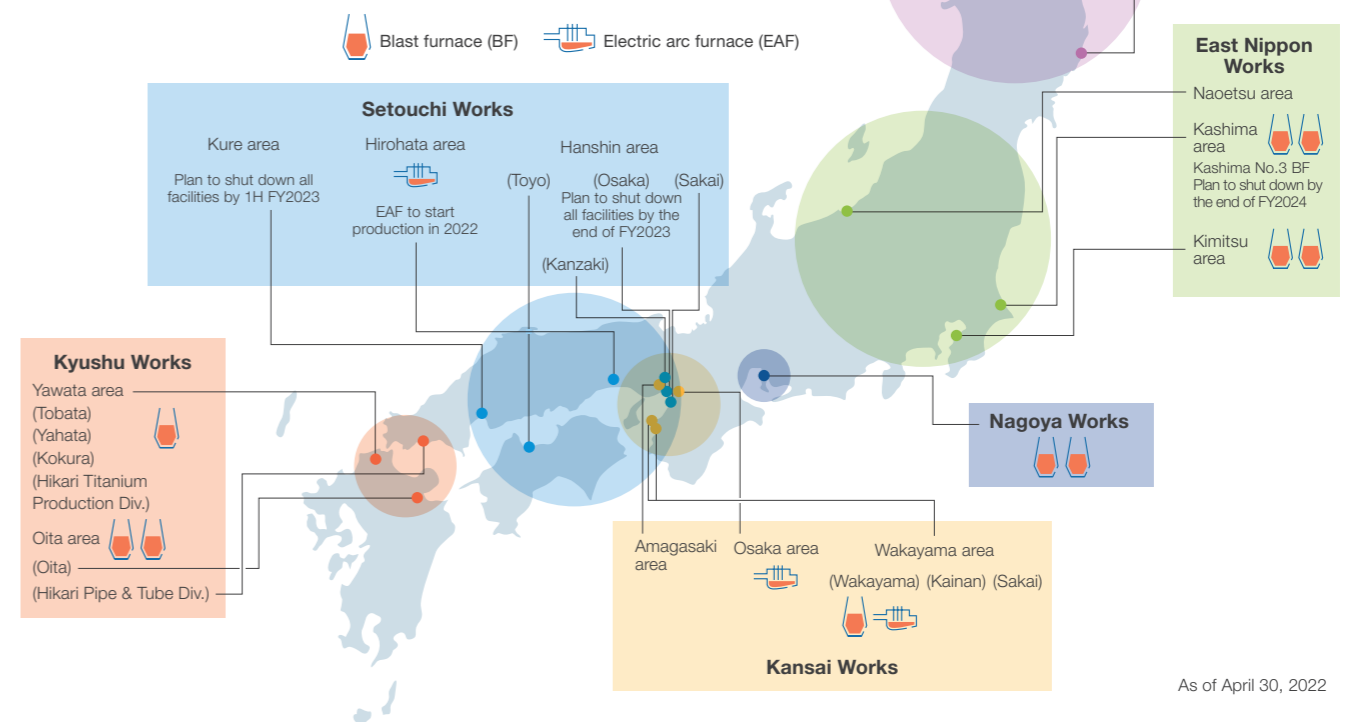 Blast furnace (BF)
Electric arc furnace (EAF)
East Nippon
Works
Naoetsu area
Kashima
area
Kashima No.3 BF
Plan to shut down by
the end of FY2024
Kimitsu
area
Setouchi Works
Kure area
Plan to shut down all
facilities by 1H FY2023
Hirohata area
EAF to start
production in 2022
Hanshin area
(Toyo)
(Osaka)
(Sakai)
Plan to shut down
all facilities by the
end of FY2023
(Kanzaki)
Kyushu Works
Yawata area
(Tobata)
(Yahata)
(Kokura)
(Hikari Titanium
Production Div.)
Oita area
(Oita)
(Hikari Pipe & Tube Div.)
Nagoya Works
Amagasaki
area
Osaka area
Wakayama area
(Wakayama) (Kainan) (Sakai)
Kansai Works
As of April 30, 2022